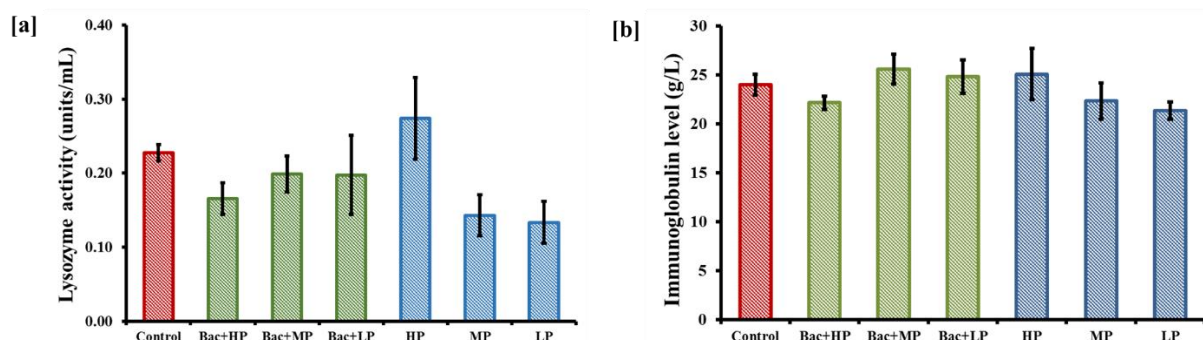 [a]
Lysozyme activity (units/mL)
0.40
0.30
0.20
0.10
0.00
Control Bac+HP Bac+MP Bac+LP HP MP LP
[b]
Immunoglobulin level (g/L)
30
25
20
15
10
5
0
Control Bac+HP Bac+MP Bac+LP HP MP LP